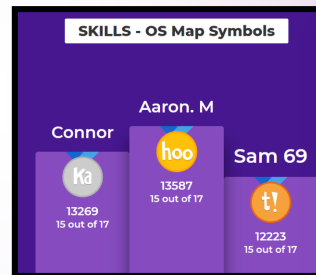 SKILLS - OS Map Symbols
Aaron. M
Connor
Sam 69
Ka
hoo
t!
13269
15 out of 17
13587
15 out of 17
12223
15 out of 17